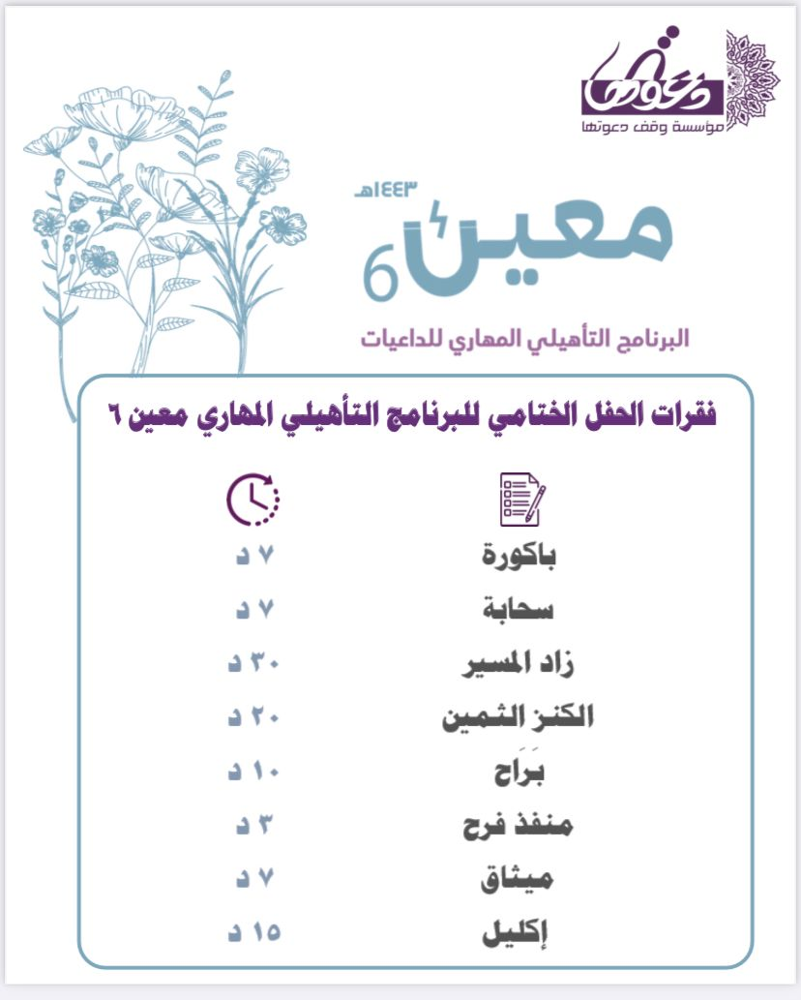 دعوتها
مؤسسة وقف دعوتها
١٤٤٣هـ
معين 6
البرنامج التأهيلي المهاري للداعيات
فقرات الحفل الختامي للبرنامج التأهيلي المهاري معين ٦
باكورة ٧ د
سحابة ٧ د
زاد المسير ٣٠ د
الكنز الثمين ٢٠ د
بَرَاح ١٠ د
منفذ فرح ٣ د
ميثاق ٧ د
إكليل ١٥ د